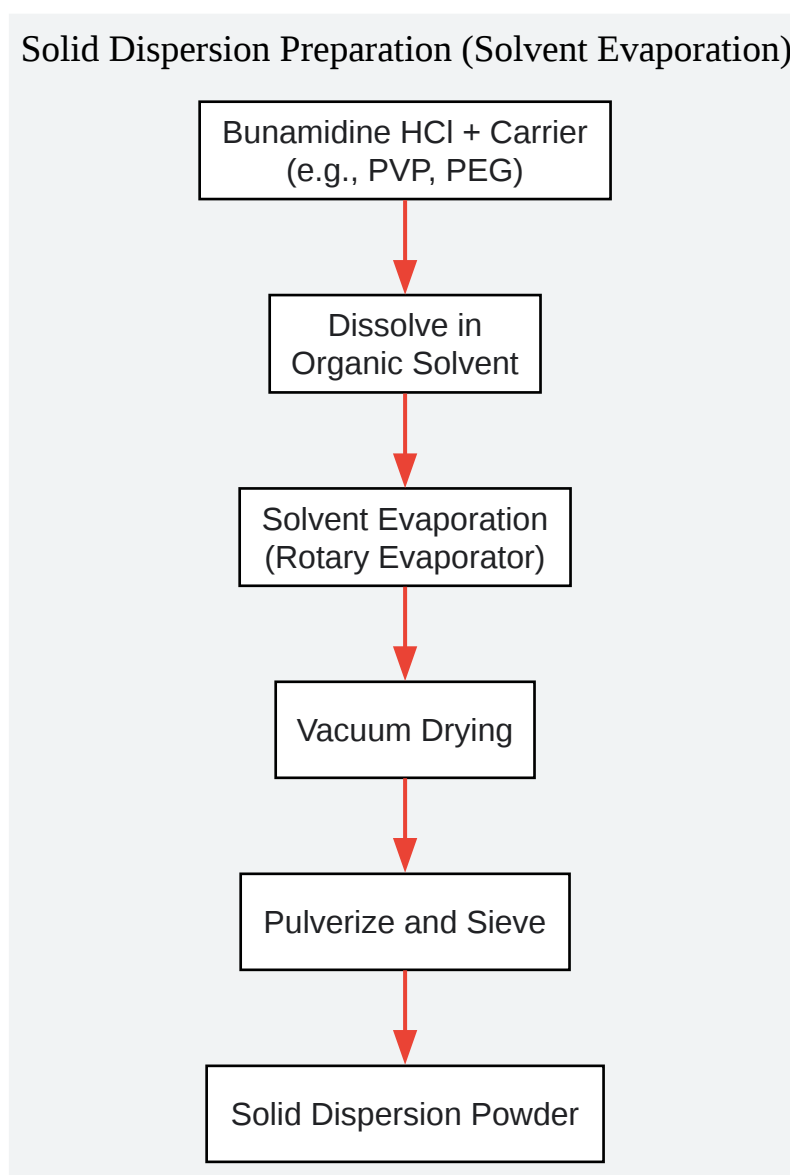 Solid Dispersion Preparation (Solvent Evaporation)
Bunamidine HCl + Carrier
(e.g., PVP, PEG)
Dissolve in
Organic Solvent
Solvent Evaporation
(Rotary Evaporator)
Vacuum Drying
Pulverize and Sieve
Solid Dispersion Powder